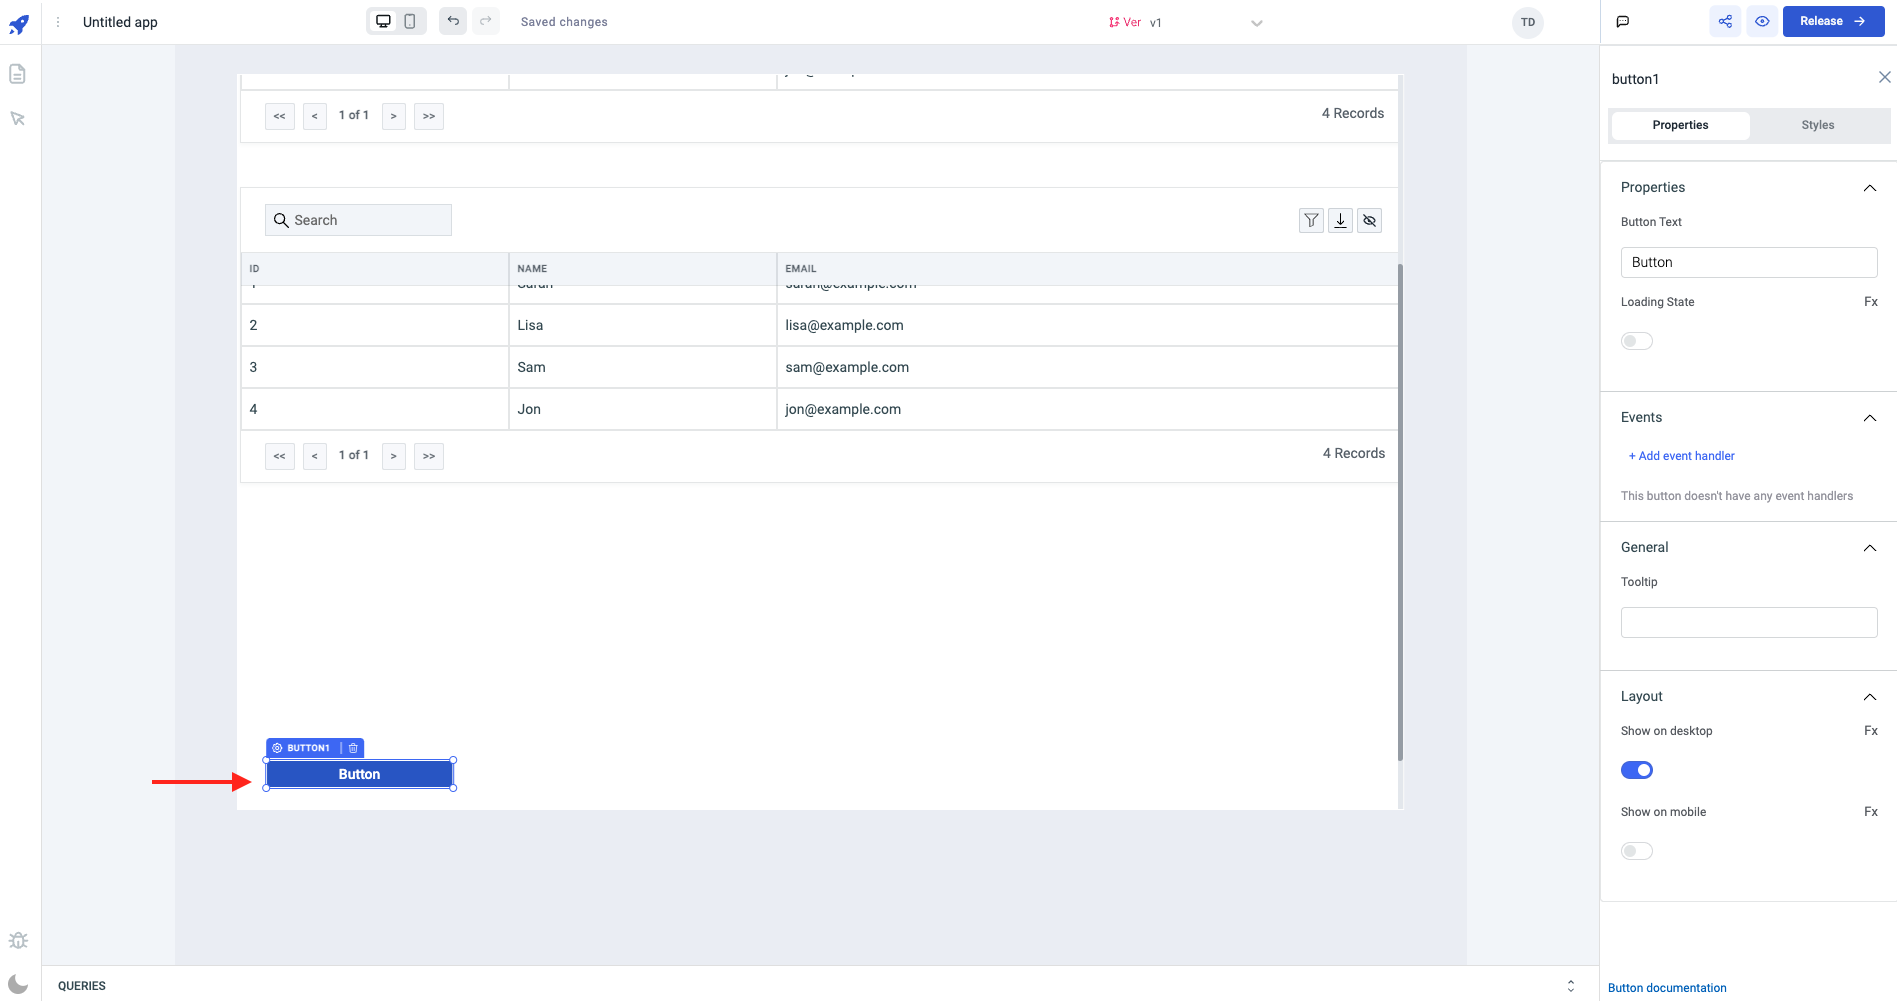 Untitled app
Saved changes
Ver v1
TD
Release
<< < 1 of 1 > >>
4 Records
Search
ID NAME EMAIL
2 Lisa lisa@example.com
3 Sam sam@example.com
4 Jon jon@example.com
<< < 1 of 1 > >>
4 Records
BUTTON1
Button
QUERIES
button1
Properties Styles
Properties
Button Text
Button
Loading State Fx
Events
+ Add event handler
This button doesn't have any event handlers
General
Tooltip
Layout
Show on desktop Fx
Show on mobile Fx
Button documentation